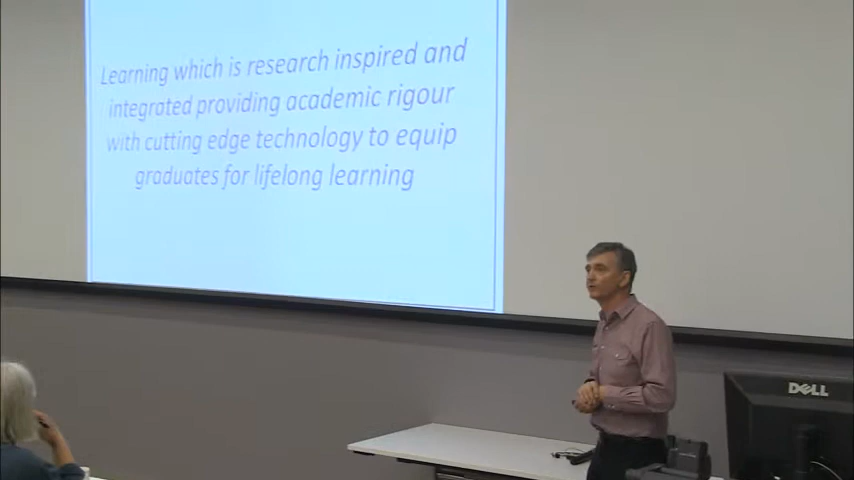 Learning which is research inspired and
integrated providing academic rigour
with cutting edge technology to equip
graduates for lifelong learning
DELL